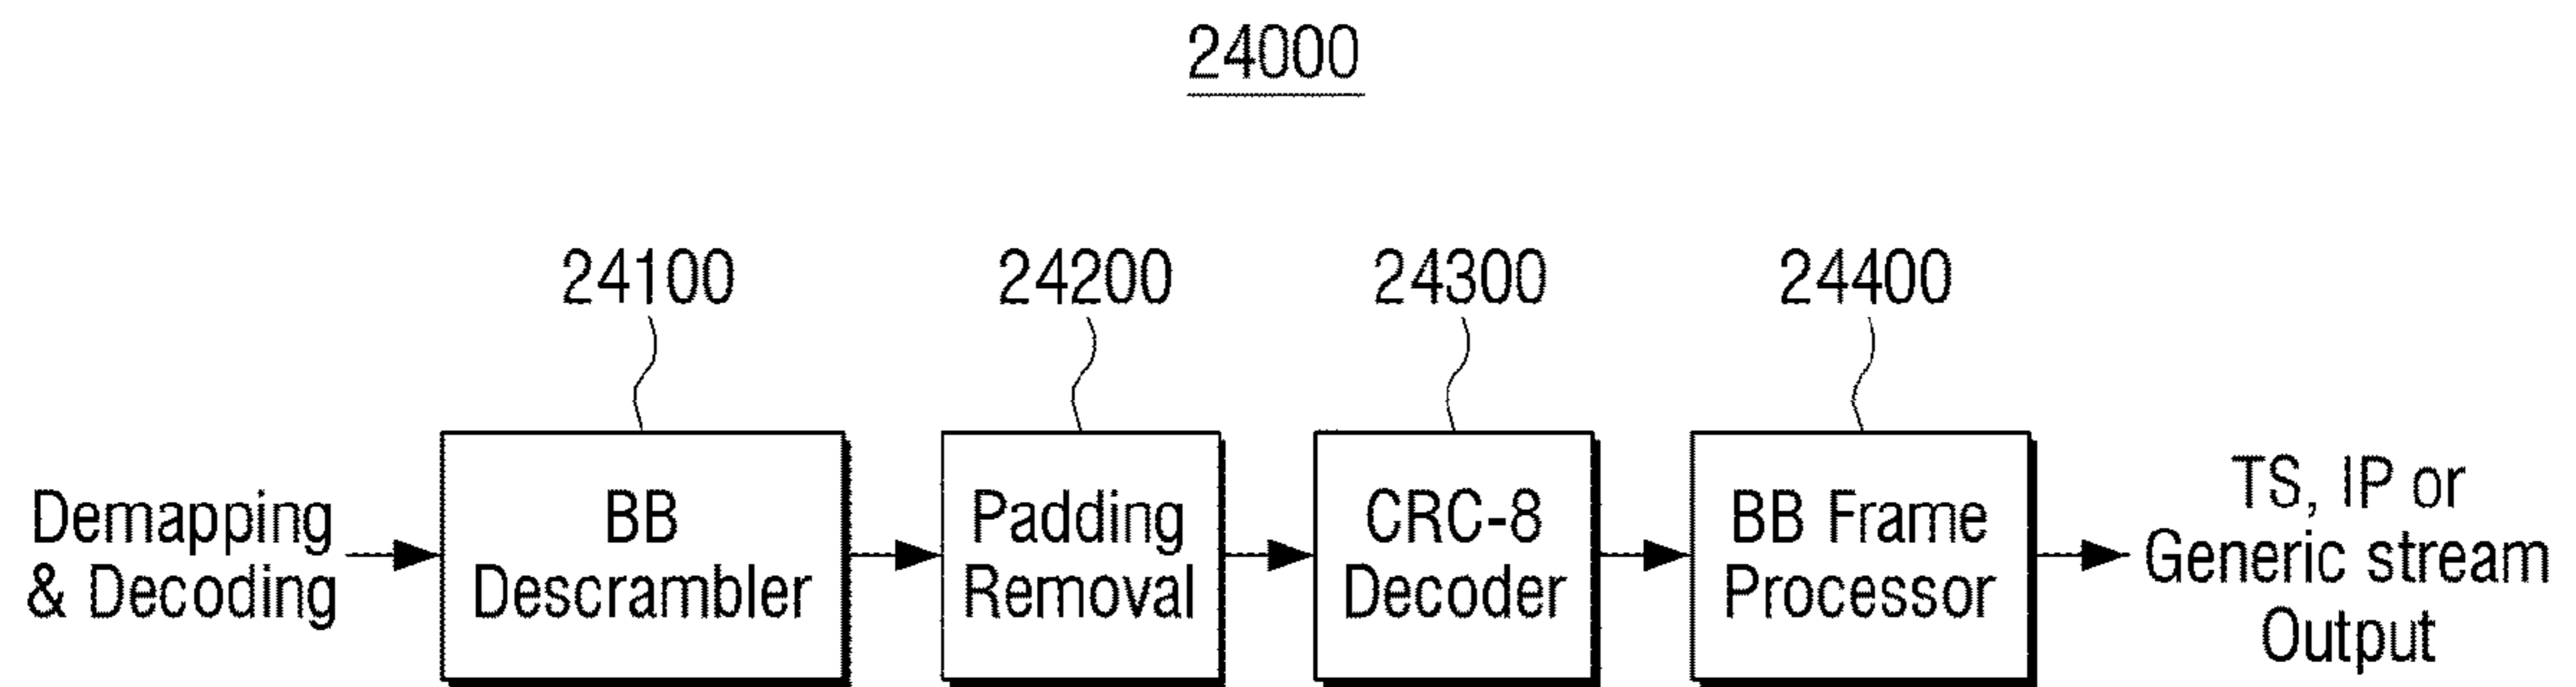 24000
24100
24200
24300
24400
Demapping
& Decoding
BB
Descrambler
Padding
Removal
CRC-8
Decoder
BB Frame
Processor
TS, IP or
Generic stream
Output